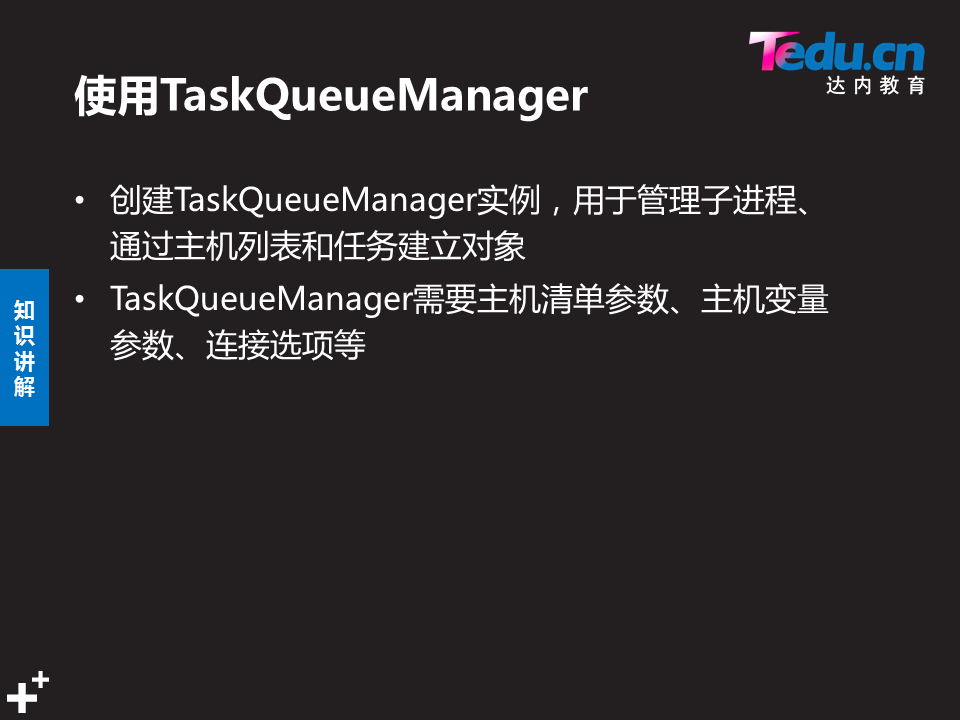 Tedu.cn
达内教育
使用TaskQueueManager
• 创建TaskQueueManager实例，用于管理子进程、
通过主机列表和任务建立对象
• TaskQueueManager需要主机清单参数、主机变量
参数、连接选项等
知
识
讲
解